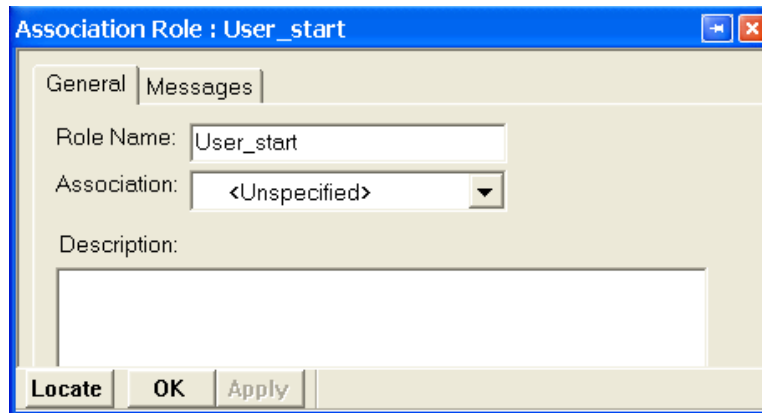 Association Role : User_start
General Messages
Role Name: User_start
Association: <Unspecified>
Description:
Locate OK Apply